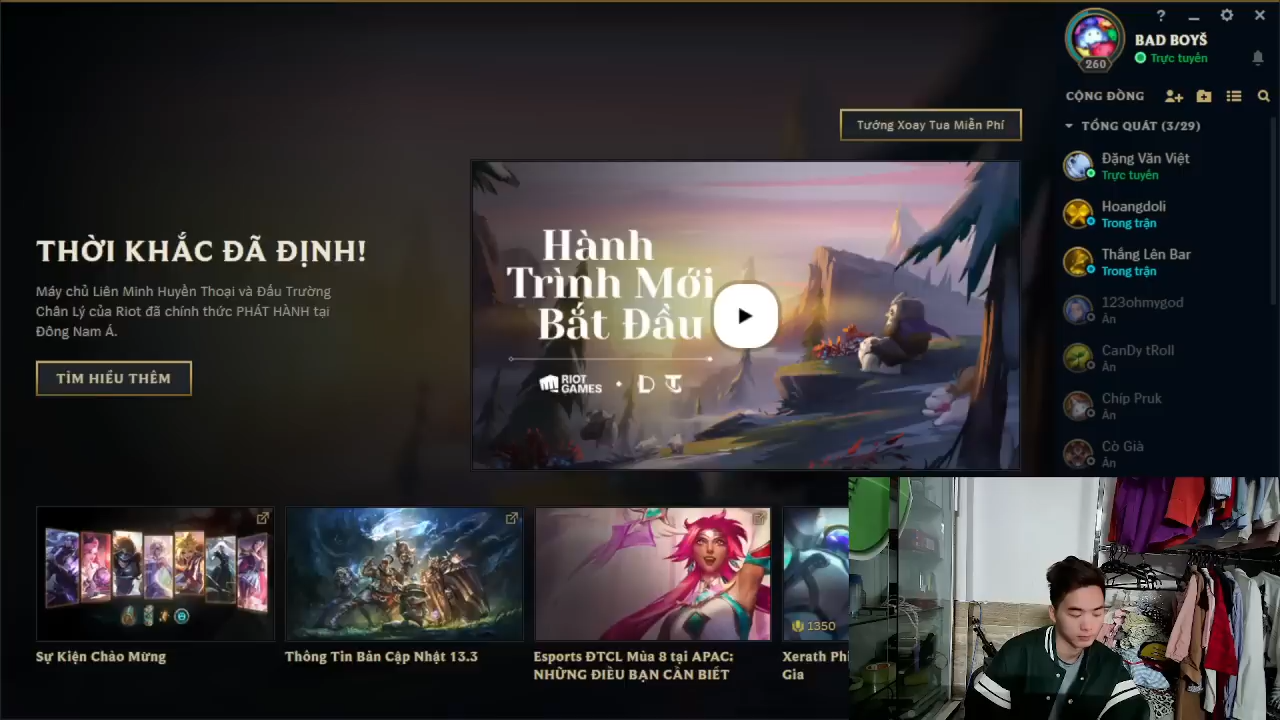 ?
BAD BOYŠ
Trực tuyến
260
CỘNG ĐỒNG
TỔNG QUÁT (3/29)
Đặng Văn Việt
Trực tuyến
Hoangdoli
Trong trận
Thắng Lên Bar
Trong trận
123ohmygod
Ẩn
CanDy tRoll
Ẩn
Chíp Pruk
Ẩn
Cò Già
Ẩn
Tướng Xoay Tua Miễn Phí
Hành
Trình Mới
Bắt Đầu
RIOT
GAMES
THỜI KHẮC ĐÃ ĐỊNH!
Máy chủ Liên Minh Huyền Thoại và Đấu Trường
Chân Lý của Riot đã chính thức PHÁT HÀNH tại
Đông Nam Á.
TÌM HIỂU THÊM
Sự Kiện Chào Mừng
Thông Tin Bản Cập Nhật 13.3
Esports ĐTCL Mùa 8 tại APAC:
NHỮNG ĐIỀU BẠN CẦN BIẾT
1350
Xerath Ph
Gia